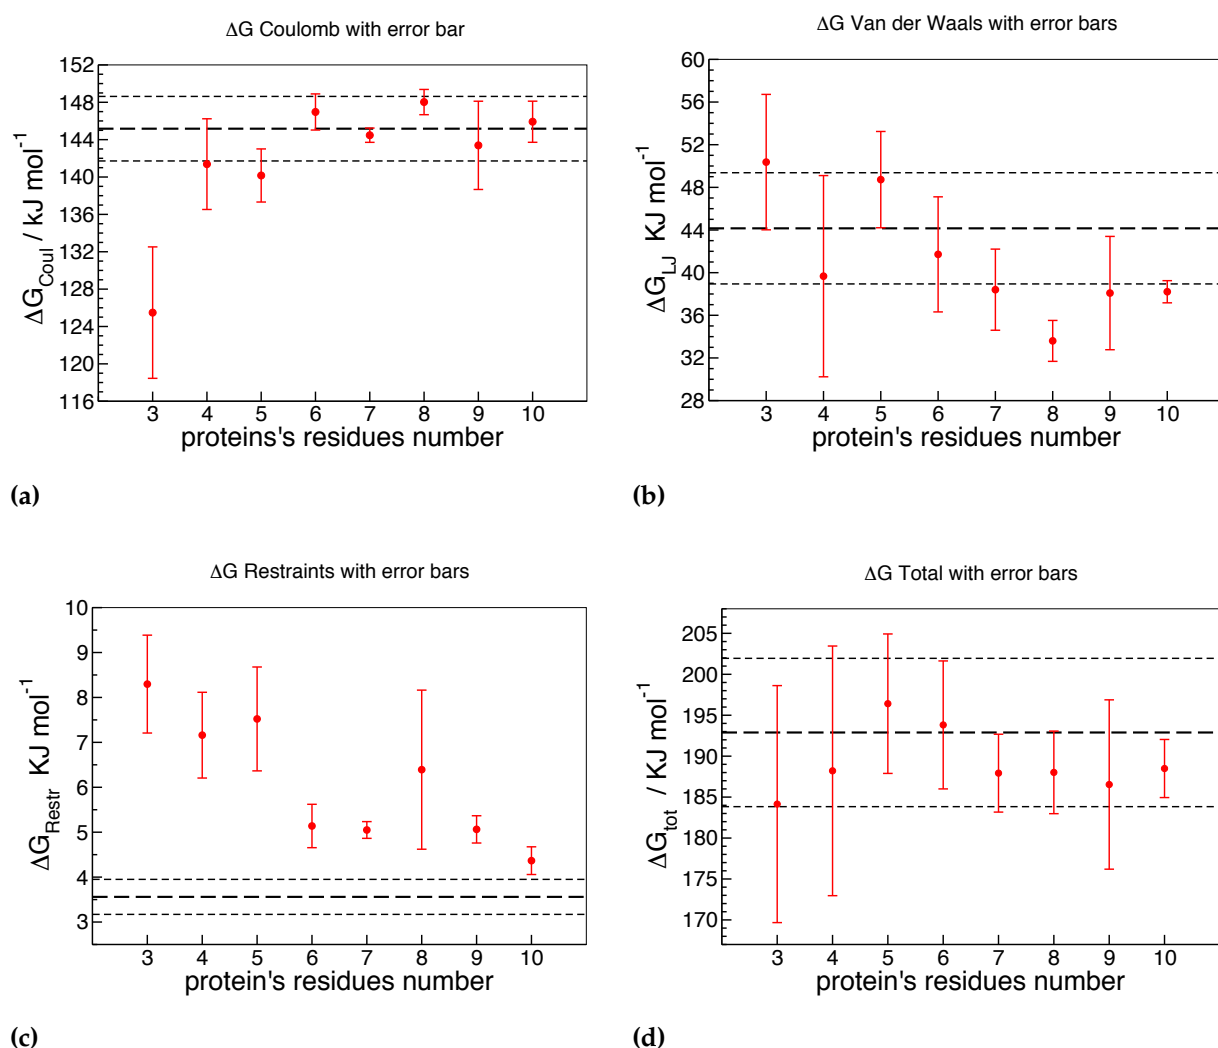 ΔG Coulomb with error bar
152
148
144
140
136
132
128
124
120
116
ΔG_Coul / kJ mol⁻¹
3 4 5 6 7 8 9 10
proteins's residues number
(a)
ΔG Van der Waals with error bars
60
56
52
48
44
40
36
32
28
ΔG_LJ KJ mol⁻¹
3 4 5 6 7 8 9 10
protein's residues number
(b)
ΔG Restraints with error bars
10
9
8
7
6
5
4
3
ΔG_Restr KJ mol⁻¹
3 4 5 6 7 8 9 10
protein's residues number
(c)
ΔG Total with error bars
205
200
195
190
185
180
175
170
ΔG_tot / KJ mol⁻¹
3 4 5 6 7 8 9 10
protein's residues number
(d)